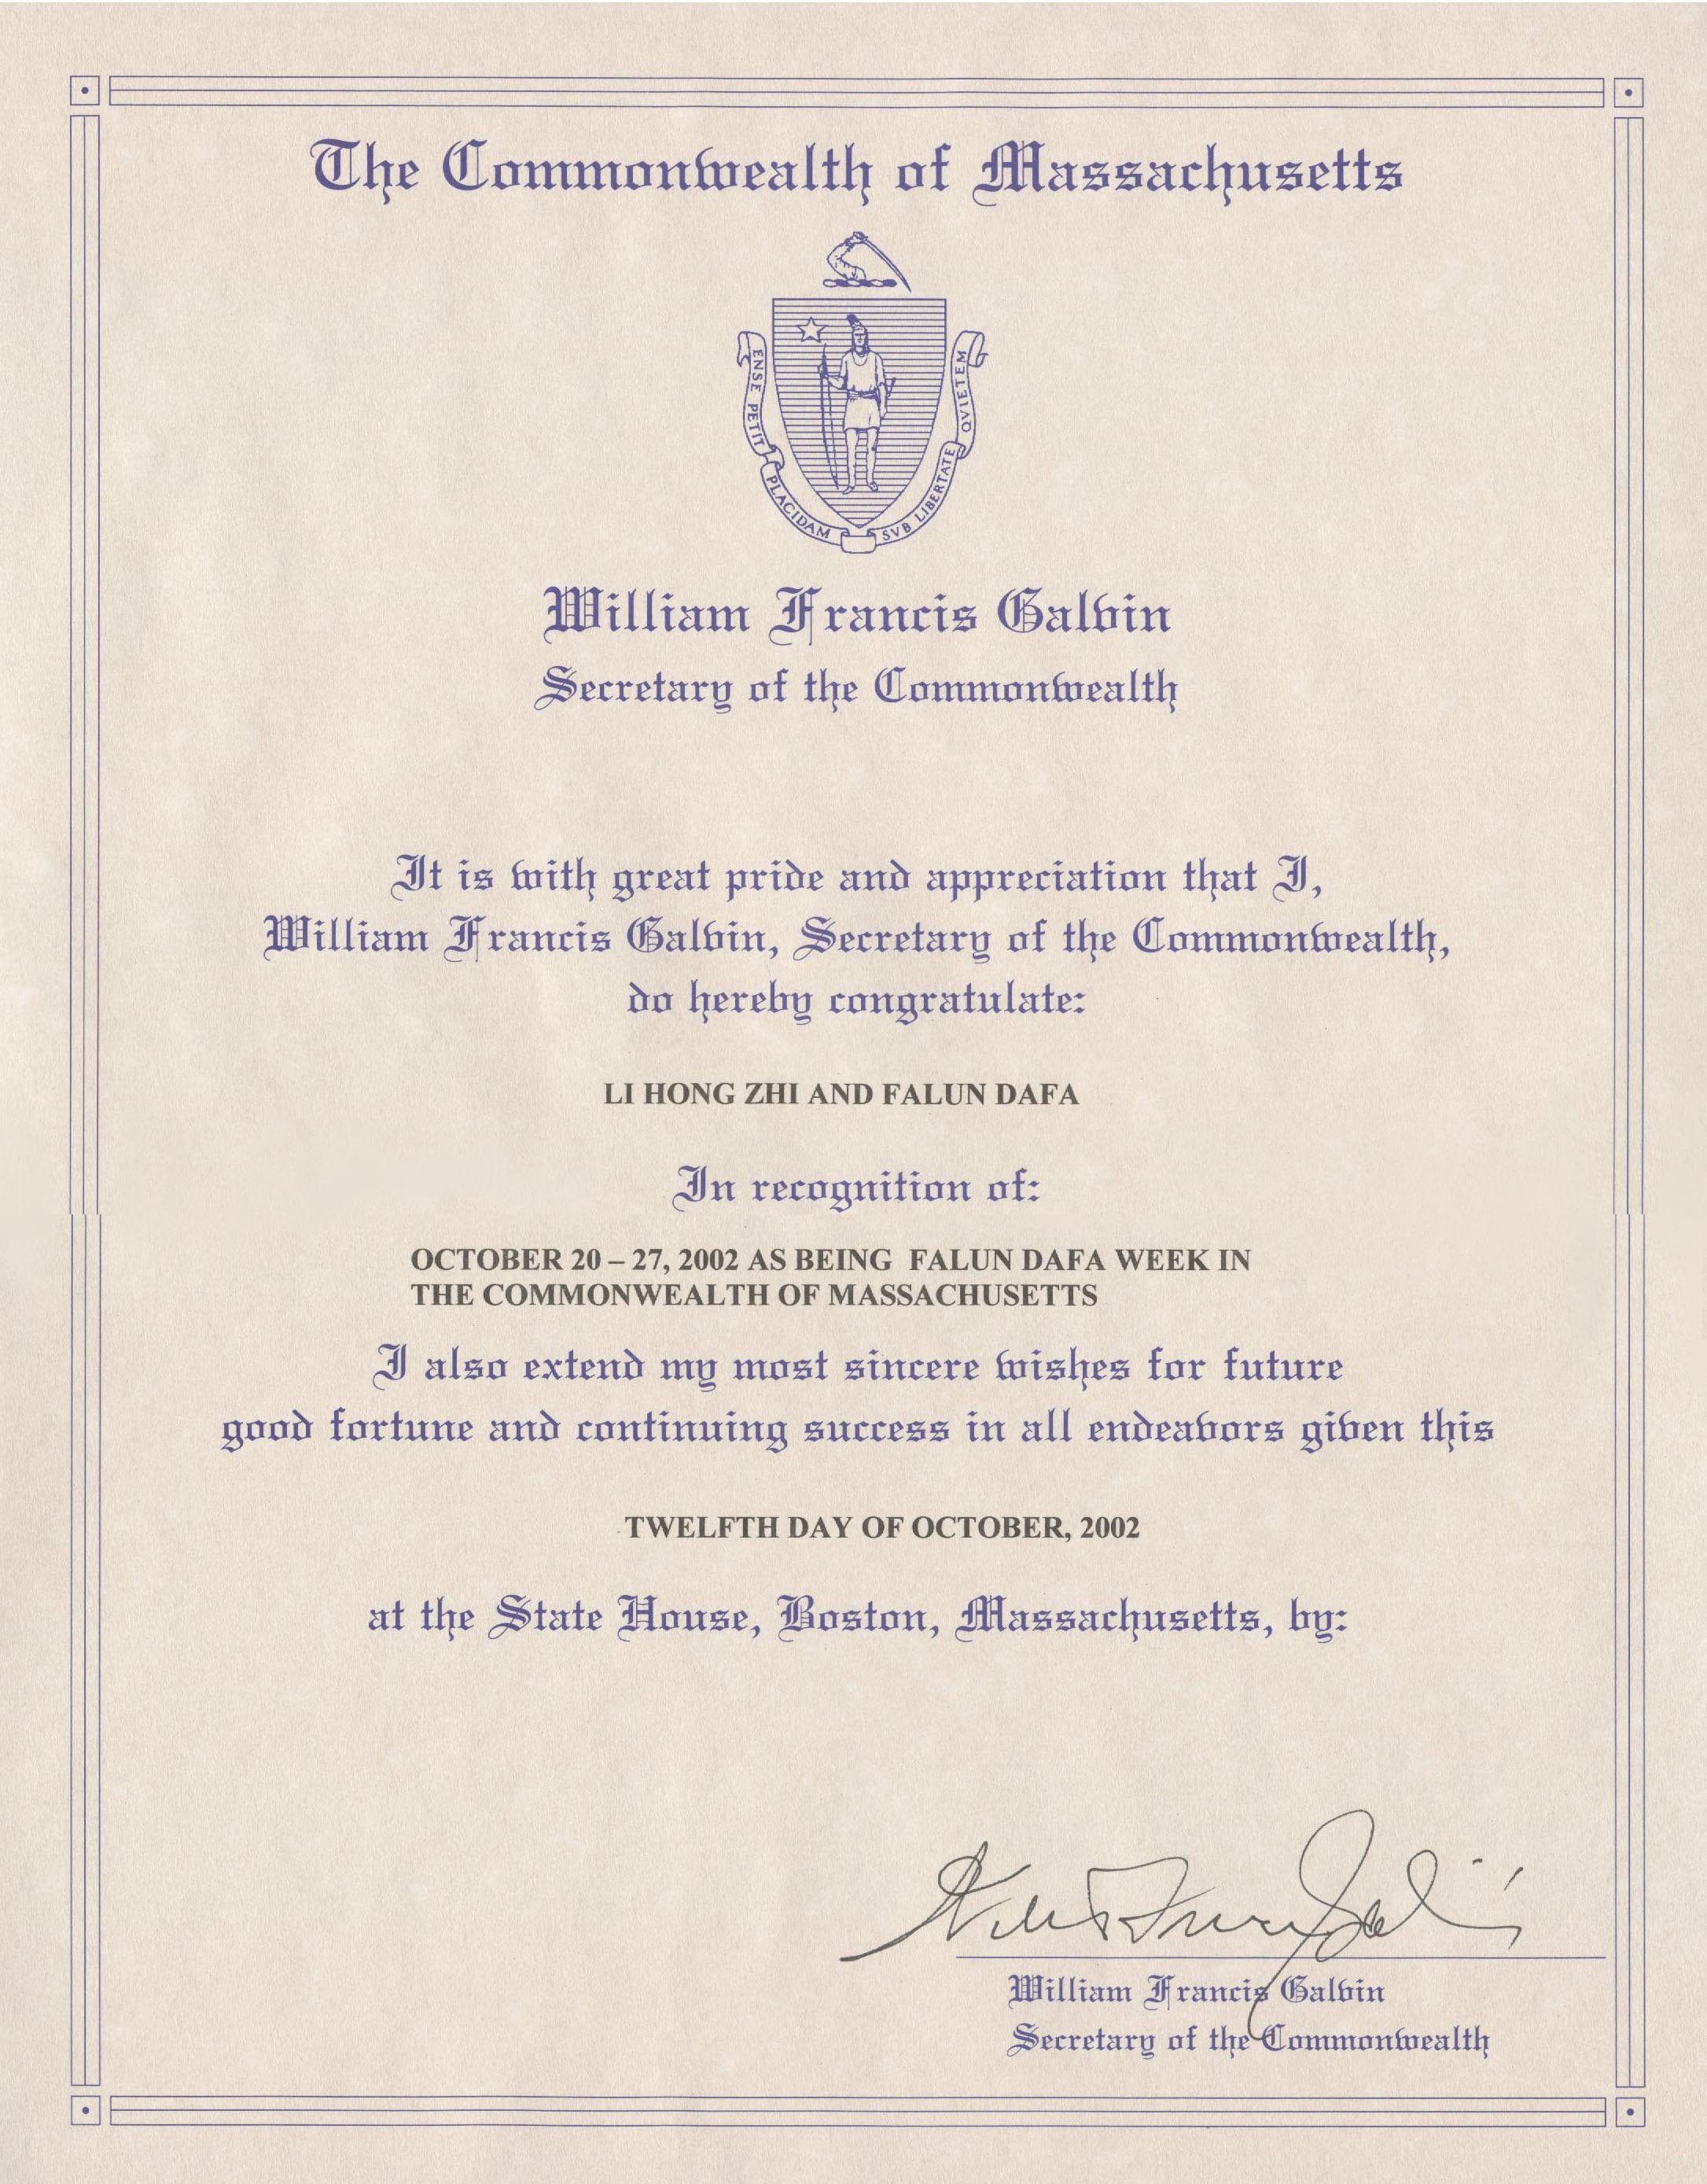 The Commonwealth of Massachusetts
ENSE PETIT PLACIDAM SVB LIBERTATE QVIETEM
William Francis Galvin
Secretary of the Commonwealth
It is with great pride and appreciation that I,
William Francis Galvin, Secretary of the Commonwealth,
do hereby congratulate:
LI HONG ZHI AND FALUN DAFA
In recognition of:
OCTOBER 20 – 27, 2002 AS BEING FALUN DAFA WEEK IN
THE COMMONWEALTH OF MASSACHUSETTS
I also extend my most sincere wishes for future
good fortune and continuing success in all endeavors given this
TWELFTH DAY OF OCTOBER, 2002
at the State House, Boston, Massachusetts, by:
William Francis Galvin
William Francis Galvin
Secretary of the Commonwealth